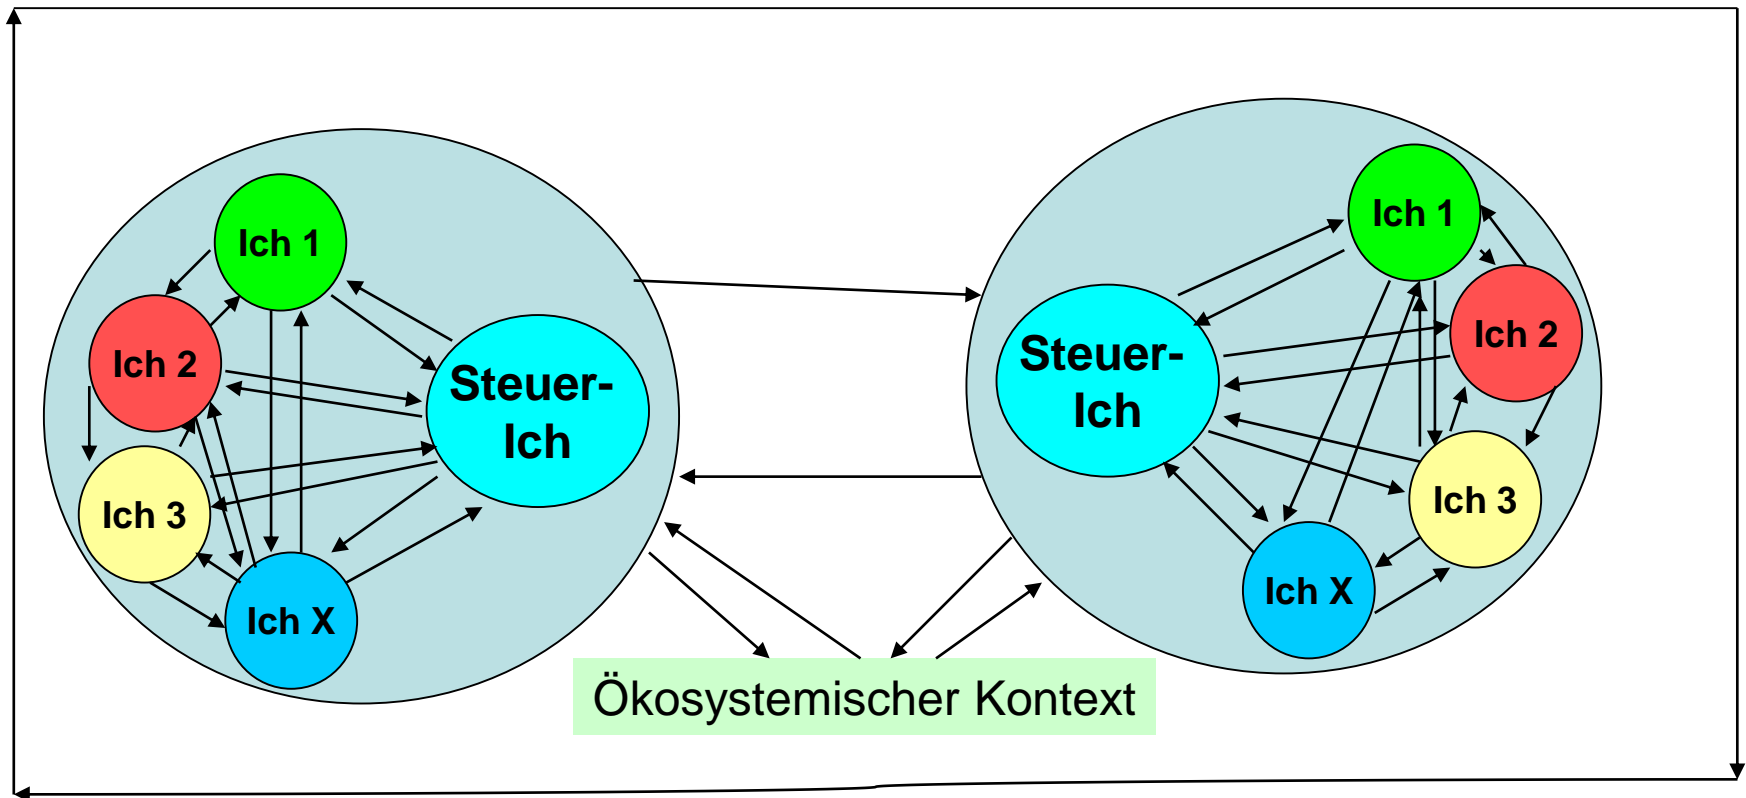 Ich 1
Ich 2
Steuer-
Ich
Ich 3
Ich X
Ich 1
Ich 2
Steuer-
Ich
Ich 3
Ich X
Ökosystemischer Kontext